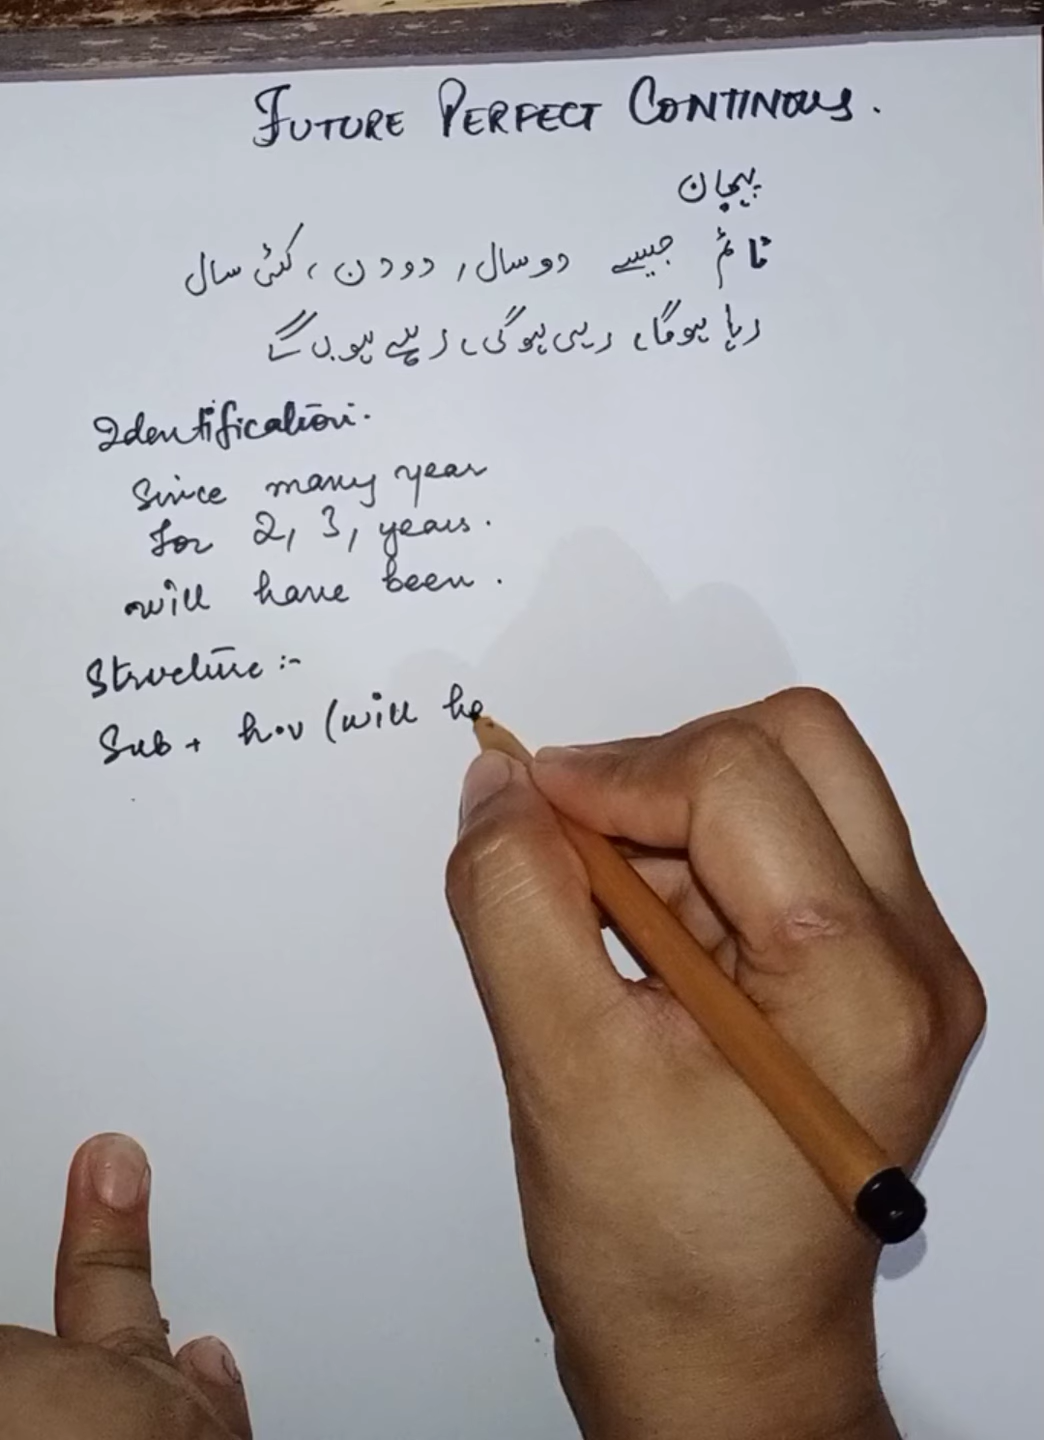 FUTURE PERFECT CONTINOUS.
پہچان
ٹائم جیسے دو سال، دو دن، کئی سال
رہا ہوگا، رہی ہوگی، رہے ہوں گے
Identification:
Since many year
for 2, 3, years.
will have been.
Structure :-
Sub + h.v (will ha